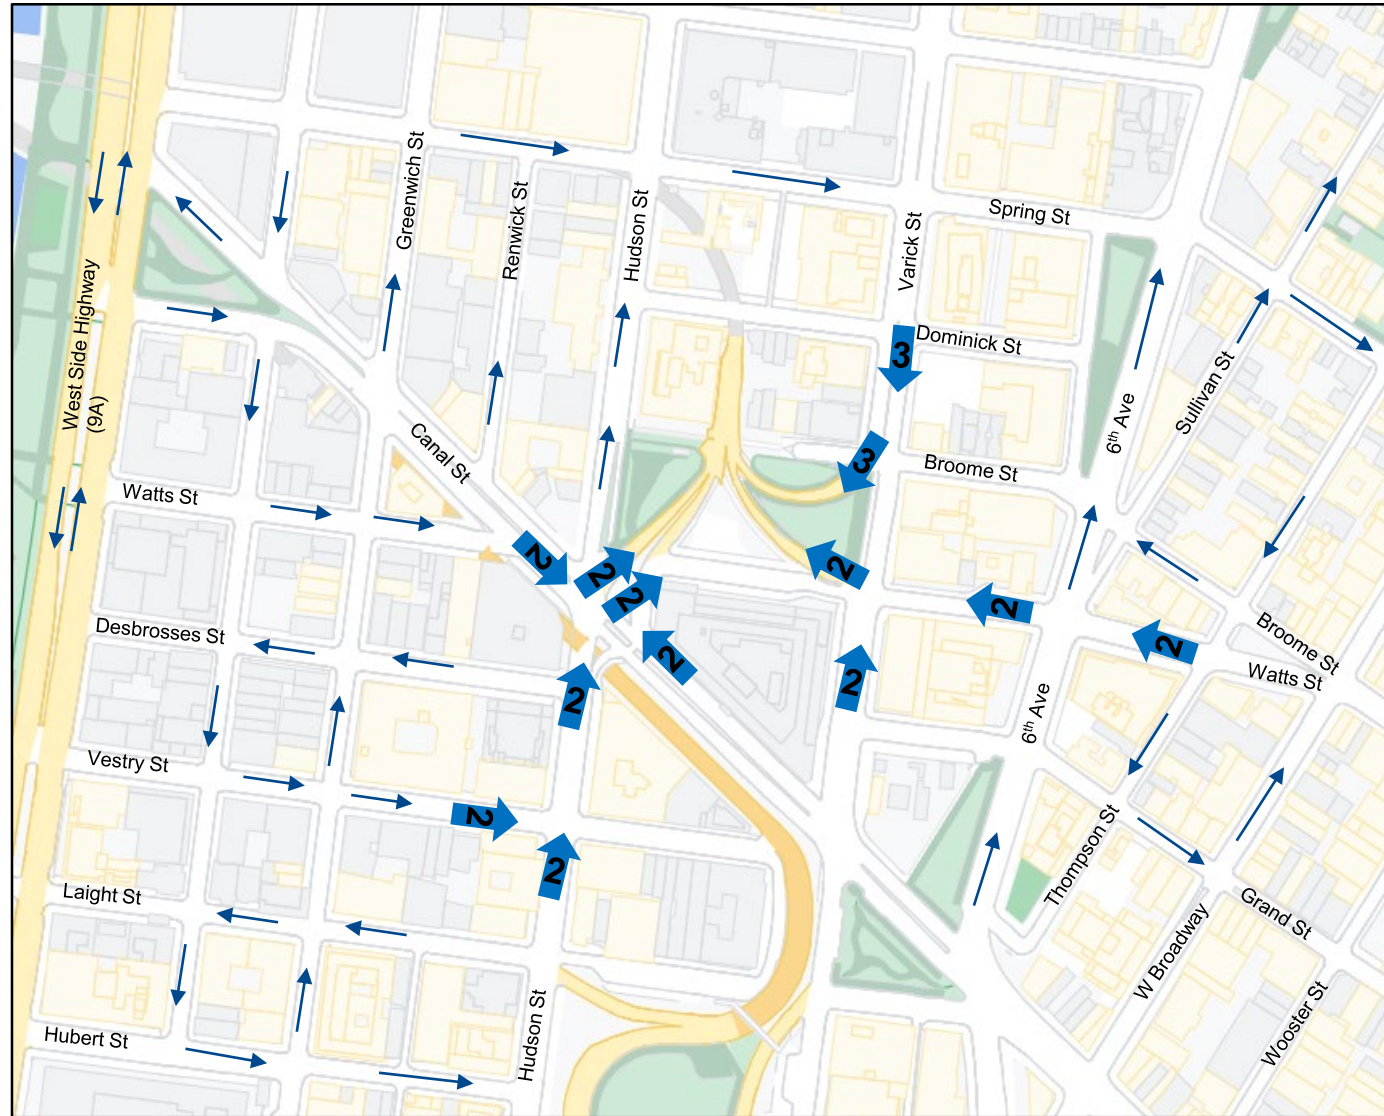 Greenwich St
Renwick St
Hudson St
Varick St
Spring St
West Side Highway
(9A)
Dominick St
3
6th Ave
Sullivan St
Canal St
3
Broome St
Watts St
2
2
2
2
2
Desbrosses St
2
2
Broome St
Watts St
2
2
2
6th Ave
Vestry St
2
2
Thompson St
Laight St
Grand St
W Broadway
Hudson St
Wooster St
Hubert St